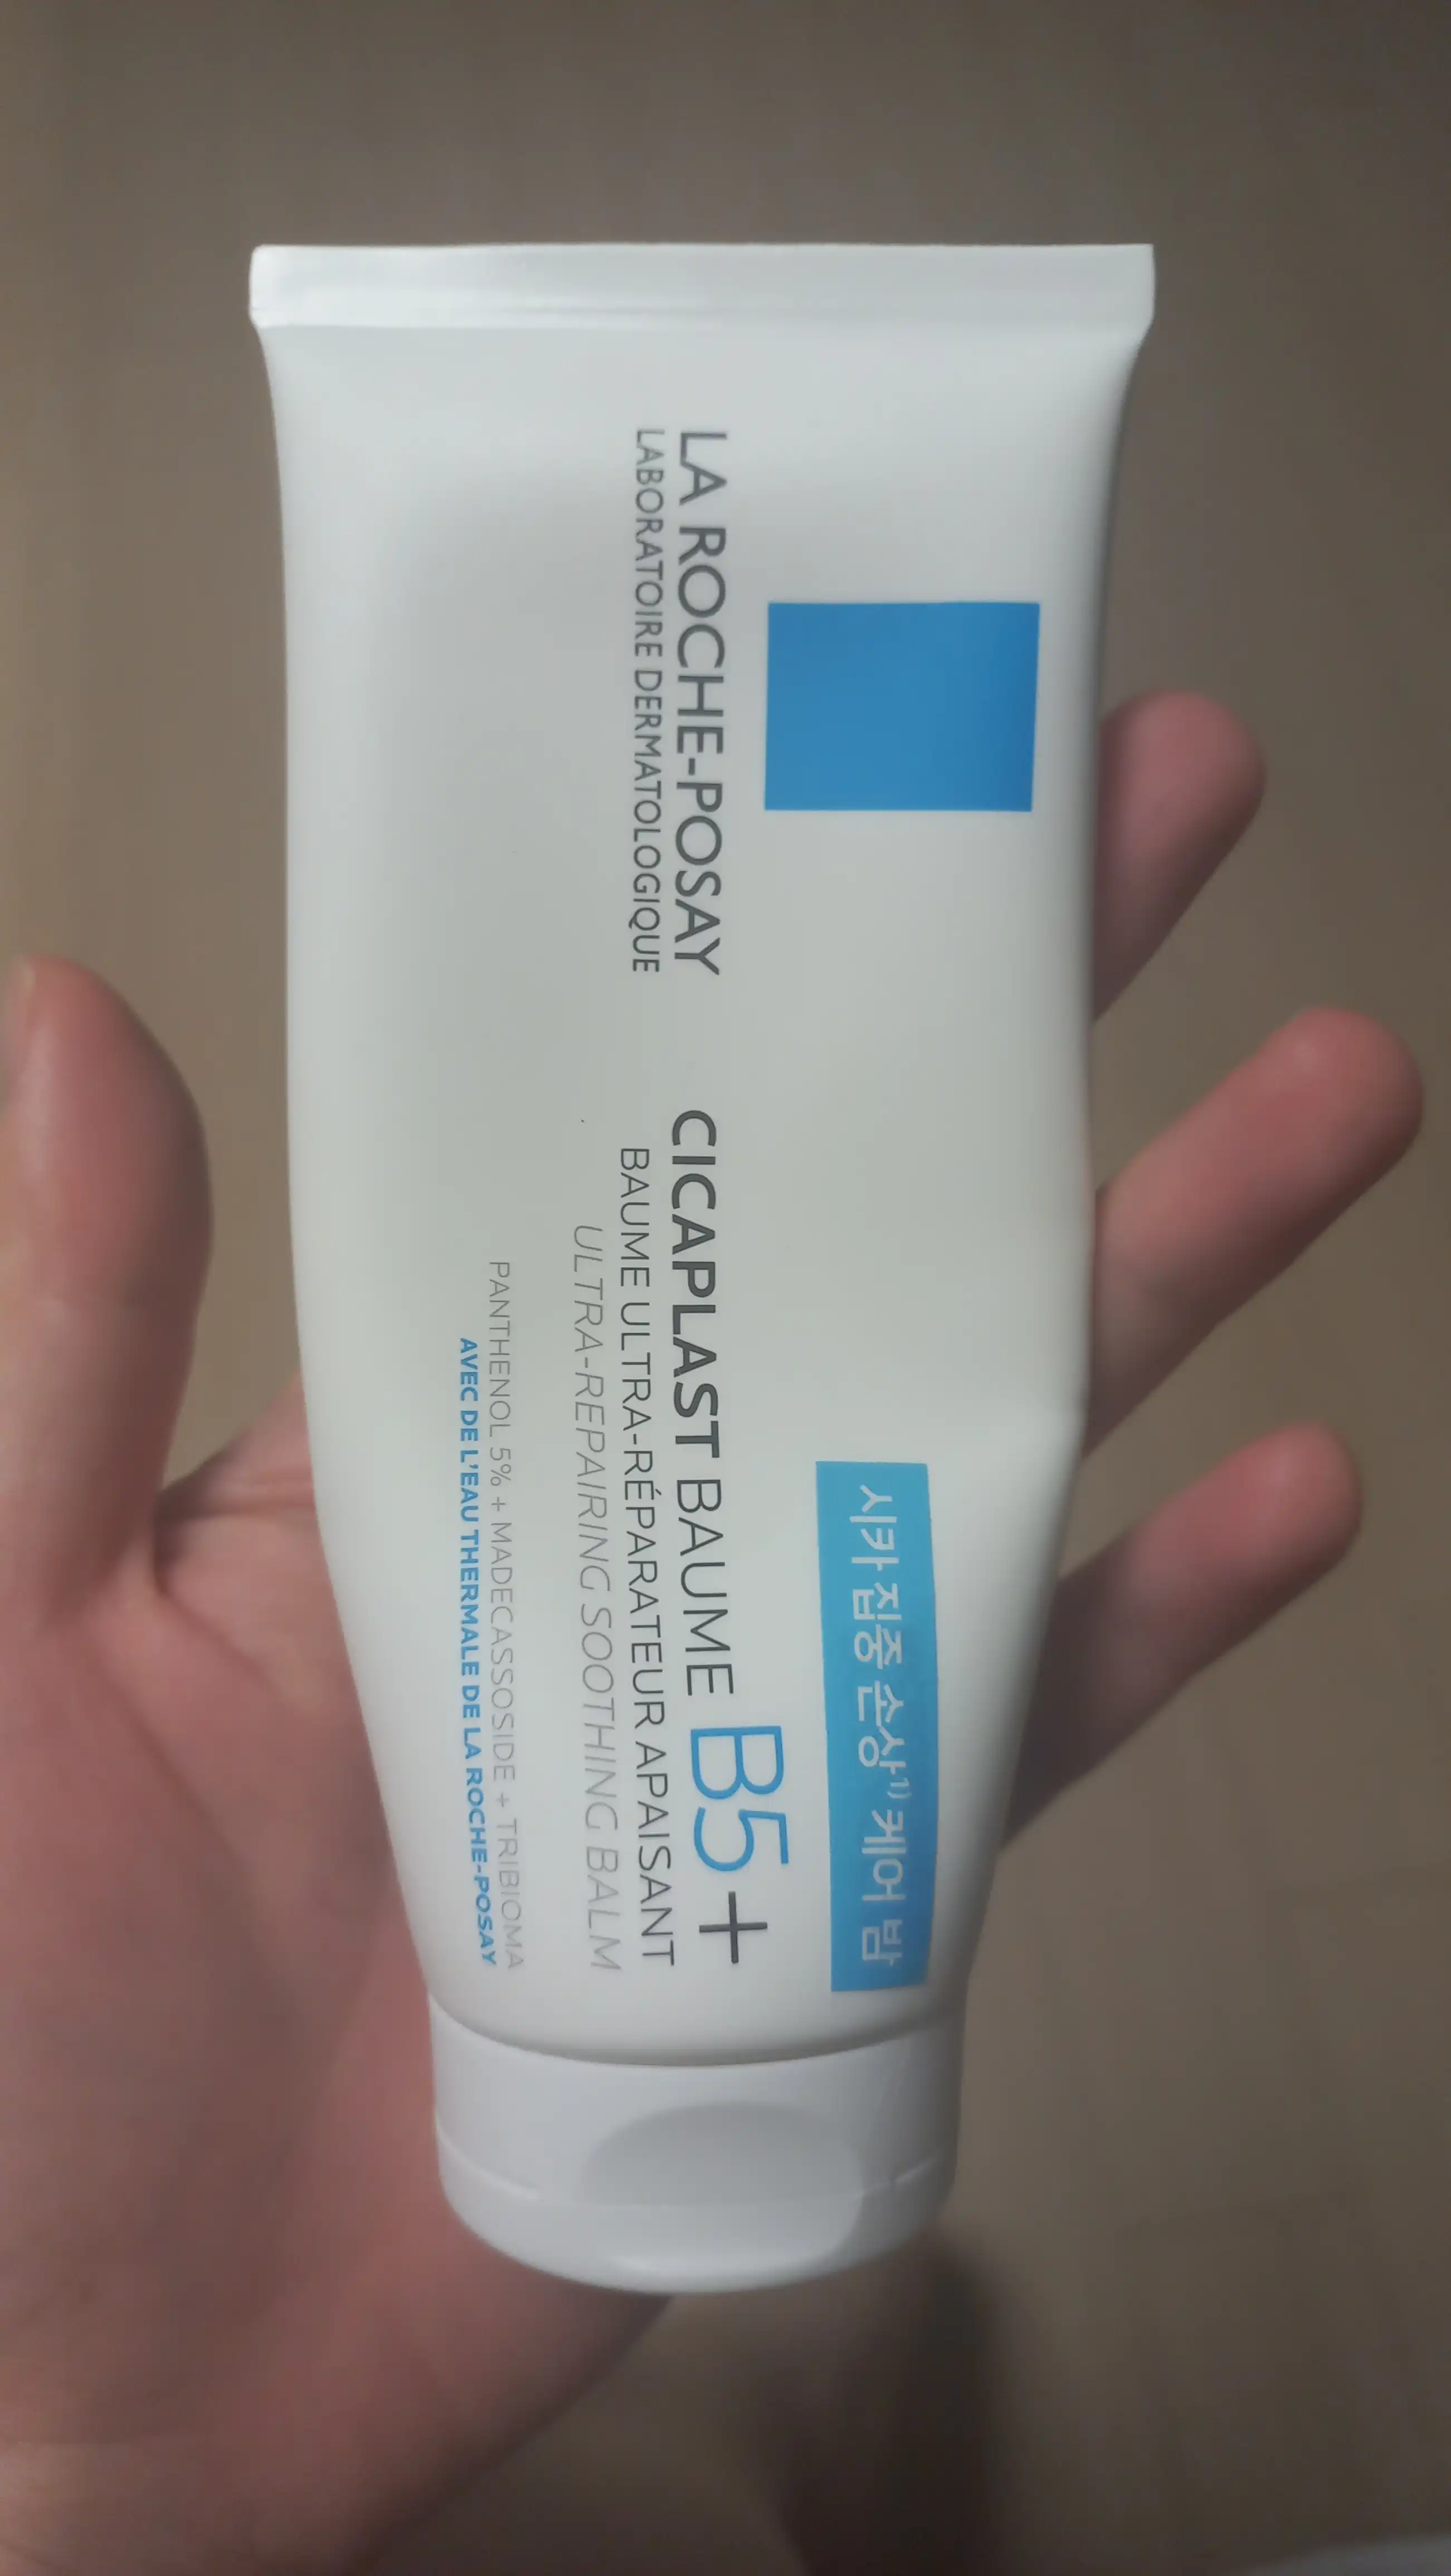 LA ROCHE-POSAY
LABORATOIRE DERMATOLOGIQUE
시카 집중 손상¹⁾ 케어 밤
CICAPLAST BAUME B5+
BAUME ULTRA-RÉPARATEUR APAISANT
ULTRA-REPAIRING SOOTHING BALM
PANTHENOL 5% + MADECASSOSIDE + TRIBIOMA
AVEC DE L'EAU THERMALE DE LA ROCHE-POSAY